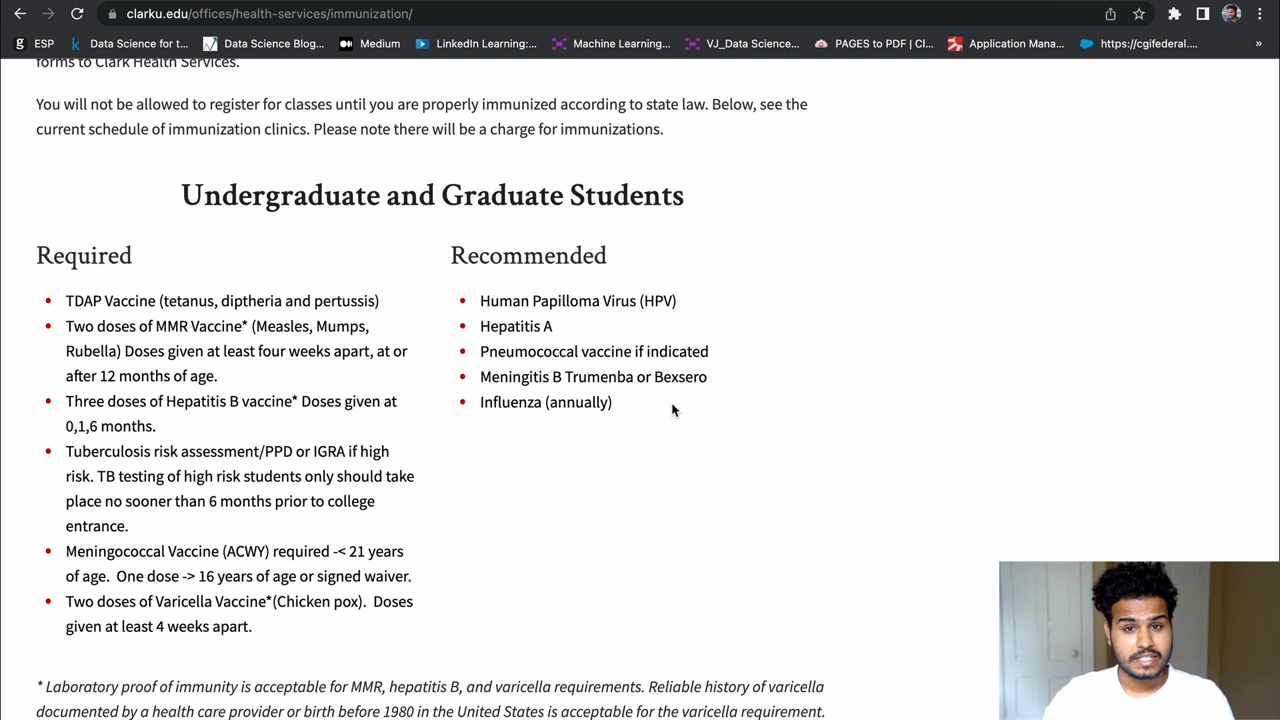 clarku.edu/offices/health-services/immunization/
ESP Data Science for t... Data Science Blog... Medium LinkedIn Learning:... Machine Learning... VJ_Data Science... PAGES to PDF | Cl... Application Mana... https://cgifederal.... »
forms to Clark Health Services.
You will not be allowed to register for classes until you are properly immunized according to state law. Below, see the
current schedule of immunization clinics. Please note there will be a charge for immunizations.
Undergraduate and Graduate Students
Required
• TDAP Vaccine (tetanus, diptheria and pertussis)
• Two doses of MMR Vaccine* (Measles, Mumps,
Rubella) Doses given at least four weeks apart, at or
after 12 months of age.
• Three doses of Hepatitis B vaccine* Doses given at
0,1,6 months.
• Tuberculosis risk assessment/PPD or IGRA if high
risk. TB testing of high risk students only should take
place no sooner than 6 months prior to college
entrance.
• Meningococcal Vaccine (ACWY) required -< 21 years
of age. One dose -> 16 years of age or signed waiver.
• Two doses of Varicella Vaccine*(Chicken pox). Doses
given at least 4 weeks apart.
Recommended
• Human Papilloma Virus (HPV)
• Hepatitis A
• Pneumococcal vaccine if indicated
• Meningitis B Trumenba or Bexsero
• Influenza (annually)
* Laboratory proof of immunity is acceptable for MMR, hepatitis B, and varicella requirements. Reliable history of varicella
documented by a health care provider or birth before 1980 in the United States is acceptable for the varicella requirement.